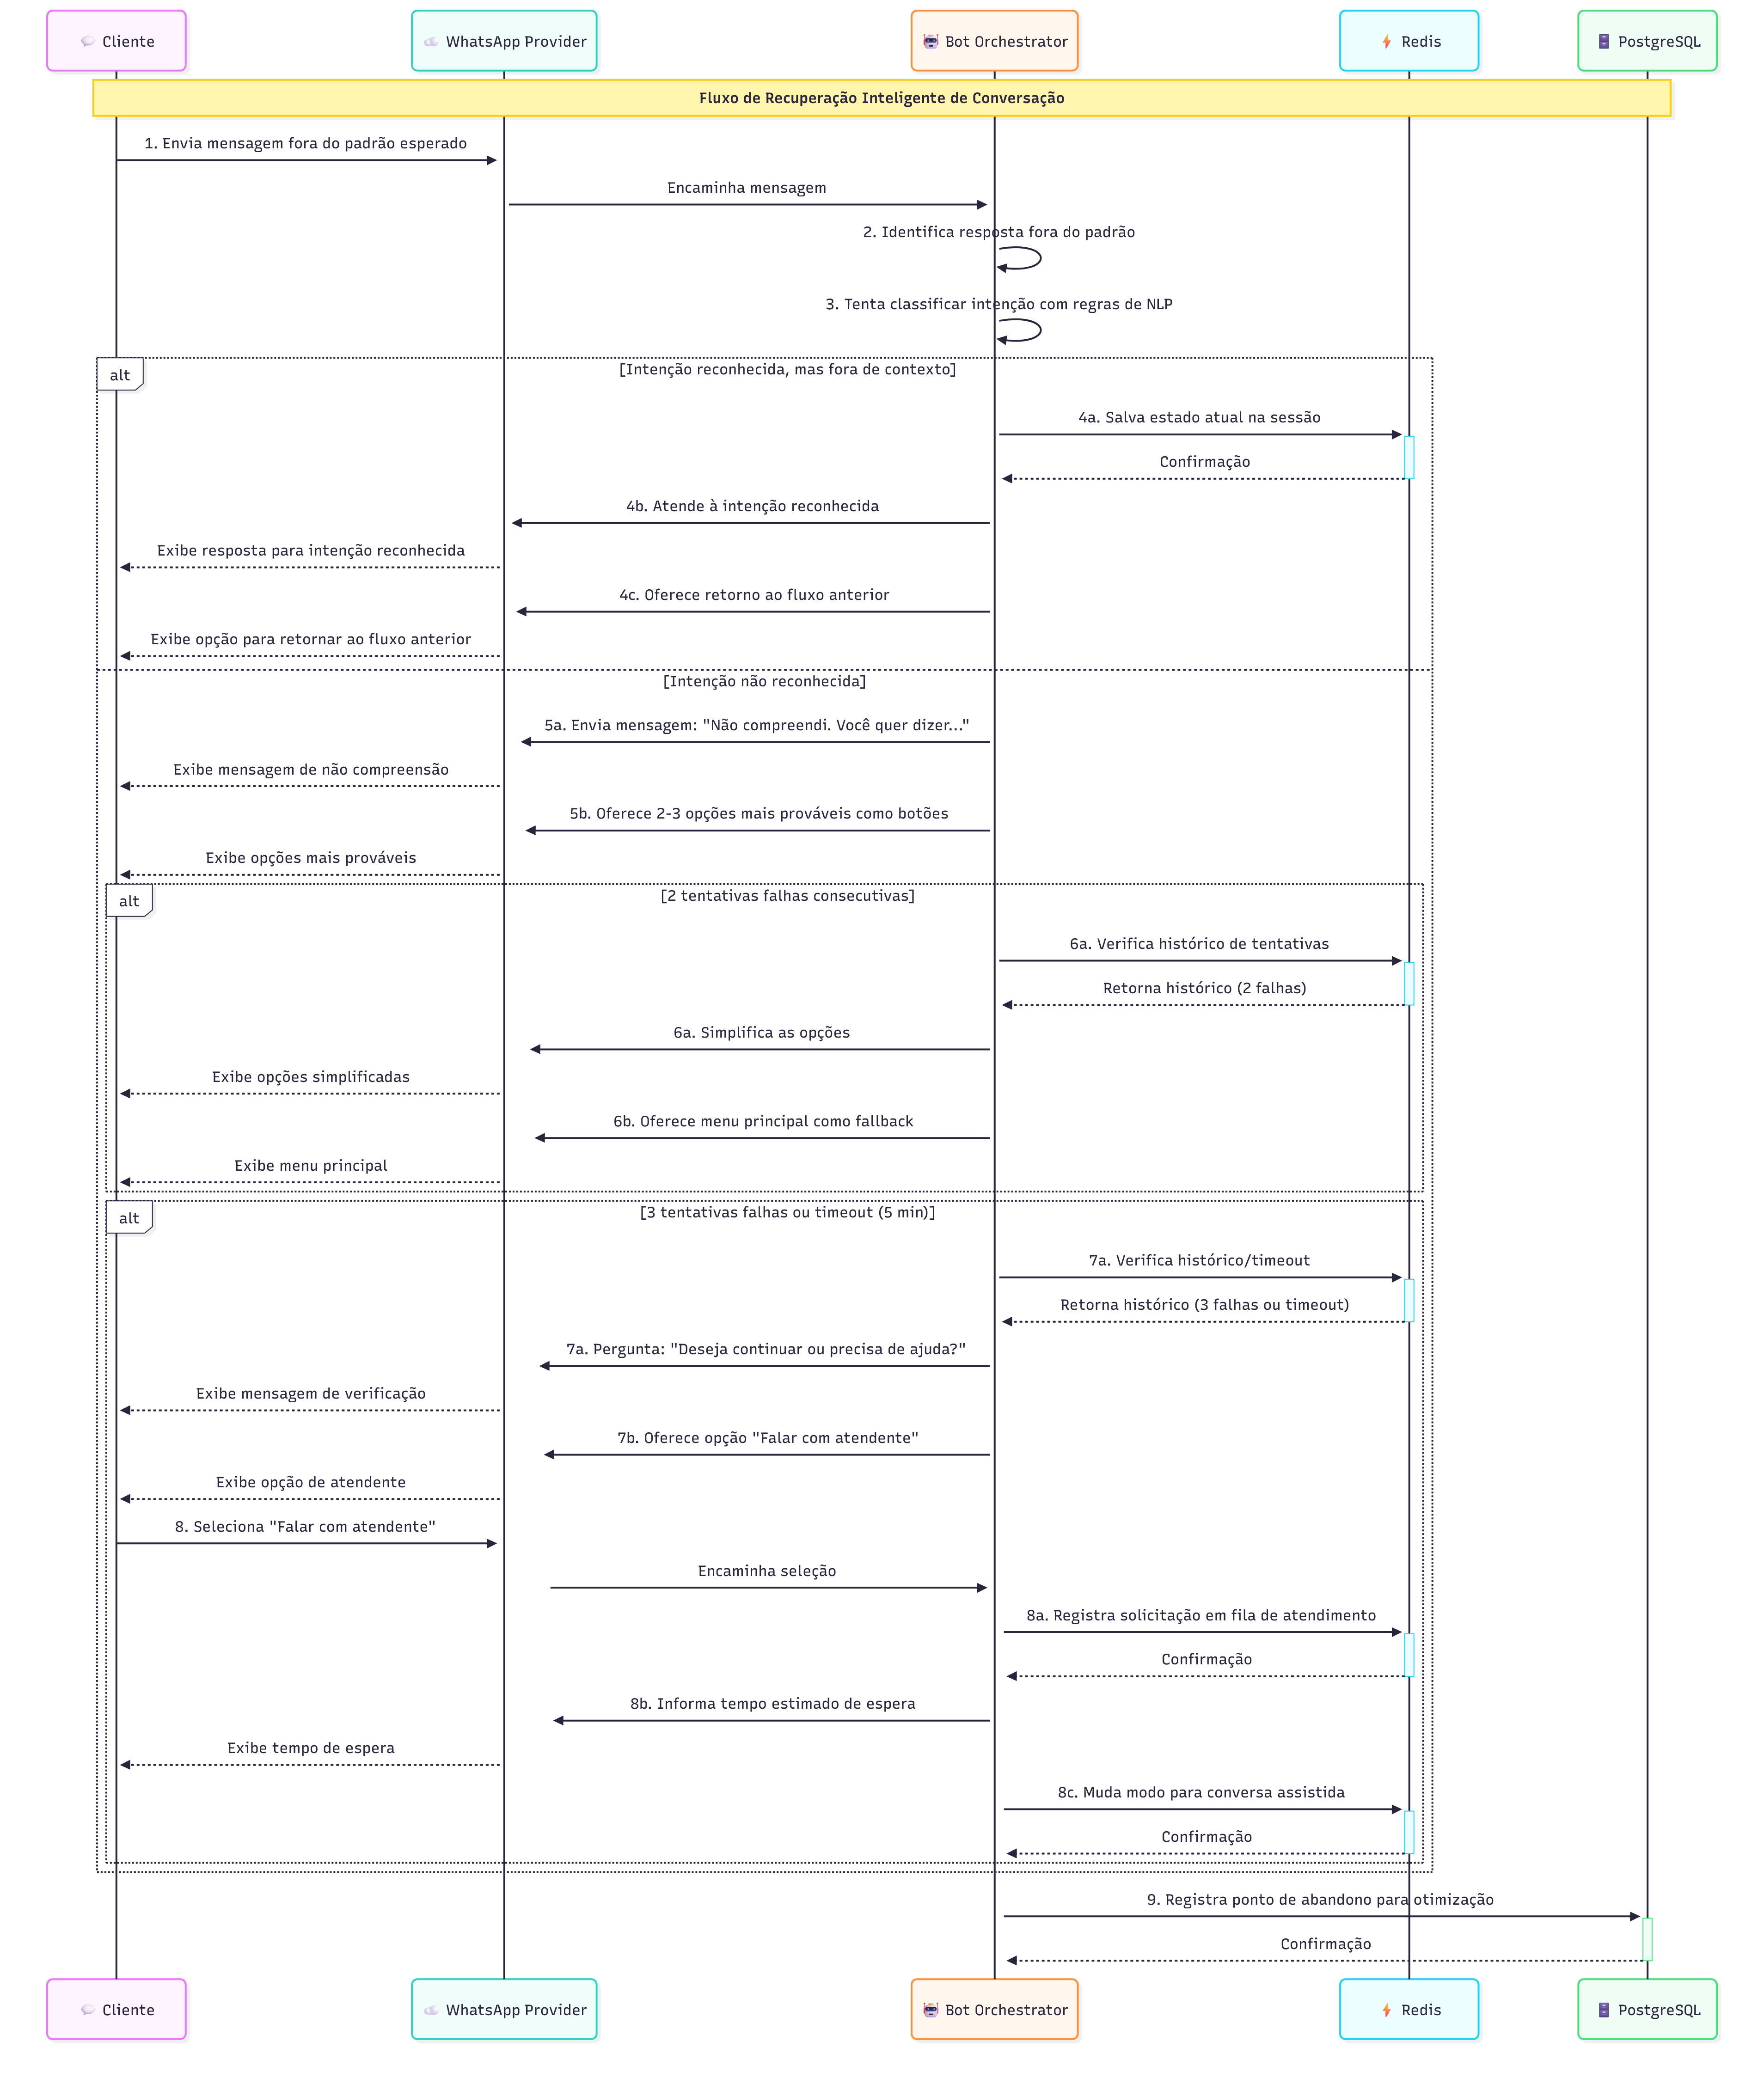 Cliente
WhatsApp Provider
Bot Orchestrator
Redis
PostgreSQL
Fluxo de Recuperação Inteligente de Conversação
1. Envia mensagem fora do padrão esperado
Encaminha mensagem
2. Identifica resposta fora do padrão
3. Tenta classificar intenção com regras de NLP
alt
[Intenção reconhecida, mas fora de contexto]
4a. Salva estado atual na sessão
Confirmação
4b. Atende à intenção reconhecida
Exibe resposta para intenção reconhecida
4c. Oferece retorno ao fluxo anterior
Exibe opção para retornar ao fluxo anterior
[Intenção não reconhecida]
5a. Envia mensagem: "Não compreendi. Você quer dizer..."
Exibe mensagem de não compreensão
5b. Oferece 2-3 opções mais prováveis como botões
Exibe opções mais prováveis
alt
[2 tentativas falhas consecutivas]
6a. Verifica histórico de tentativas
Retorna histórico (2 falhas)
6a. Simplifica as opções
Exibe opções simplificadas
6b. Oferece menu principal como fallback
Exibe menu principal
alt
[3 tentativas falhas ou timeout (5 min)]
7a. Verifica histórico/timeout
Retorna histórico (3 falhas ou timeout)
7a. Pergunta: "Deseja continuar ou precisa de ajuda?"
Exibe mensagem de verificação
7b. Oferece opção "Falar com atendente"
Exibe opção de atendente
8. Seleciona "Falar com atendente"
Encaminha seleção
8a. Registra solicitação em fila de atendimento
Confirmação
8b. Informa tempo estimado de espera
Exibe tempo de espera
8c. Muda modo para conversa assistida
Confirmação
9. Registra ponto de abandono para otimização
Confirmação
Cliente
WhatsApp Provider
Bot Orchestrator
Redis
PostgreSQL